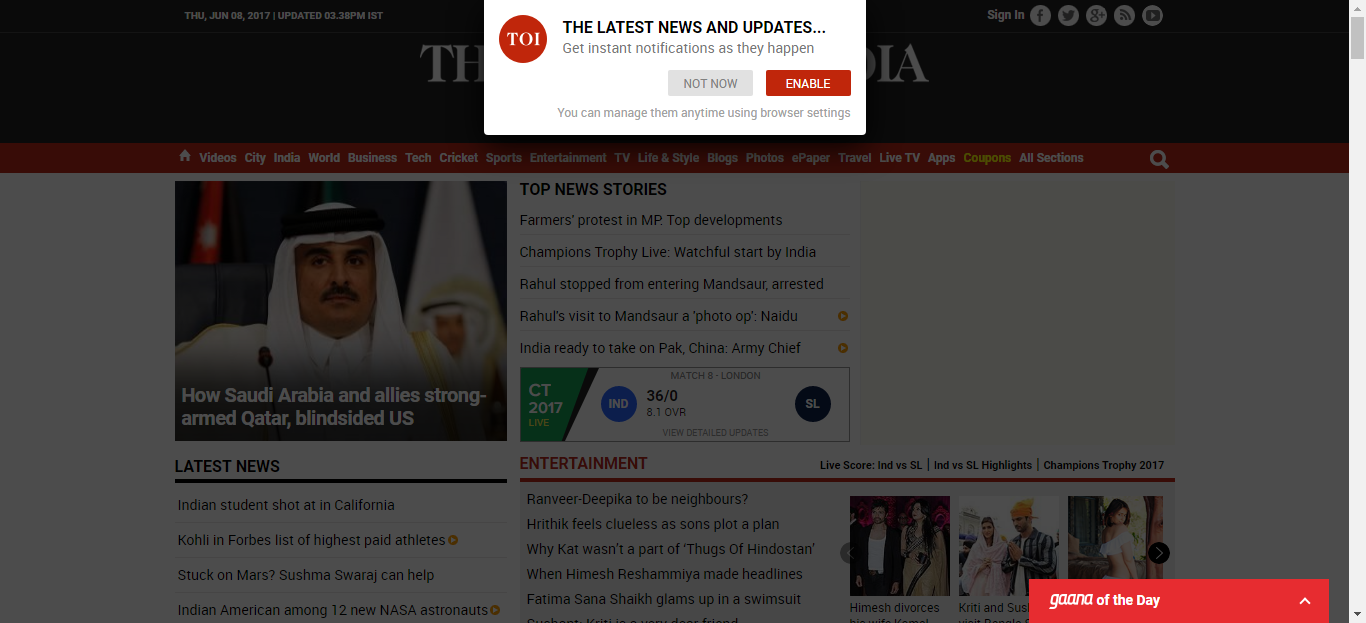 THU, JUN 08, 2017 | UPDATED 03.38PM IST
Sign In
TOI
THE LATEST NEWS AND UPDATES...
Get instant notifications as they happen
NOT NOW
ENABLE
You can manage them anytime using browser settings
Videos City India World Business Tech Cricket Sports Entertainment TV Life & Style Blogs Photos ePaper Travel Live TV Apps Coupons All Sections
How Saudi Arabia and allies strong-
armed Qatar, blindsided US
TOP NEWS STORIES
Farmers' protest in MP: Top developments
Champions Trophy Live: Watchful start by India
Rahul stopped from entering Mandsaur, arrested
Rahul's visit to Mandsaur a 'photo op': Naidu
India ready to take on Pak, China: Army Chief
MATCH 8 - LONDON
CT
2017
LIVE
IND
36/0
8.1 OVR
SL
VIEW DETAILED UPDATES
LATEST NEWS
Indian student shot at in California
Kohli in Forbes list of highest paid athletes
Stuck on Mars? Sushma Swaraj can help
Indian American among 12 new NASA astronauts
ENTERTAINMENT
Live Score: Ind vs SL | Ind vs SL Highlights | Champions Trophy 2017
Ranveer-Deepika to be neighbours?
Hrithik feels clueless as sons plot a plan
Why Kat wasn't a part of 'Thugs Of Hindostan'
When Himesh Reshammiya made headlines
Fatima Sana Shaikh glams up in a swimsuit
Himesh divorces
Kriti and
gaana of the Day